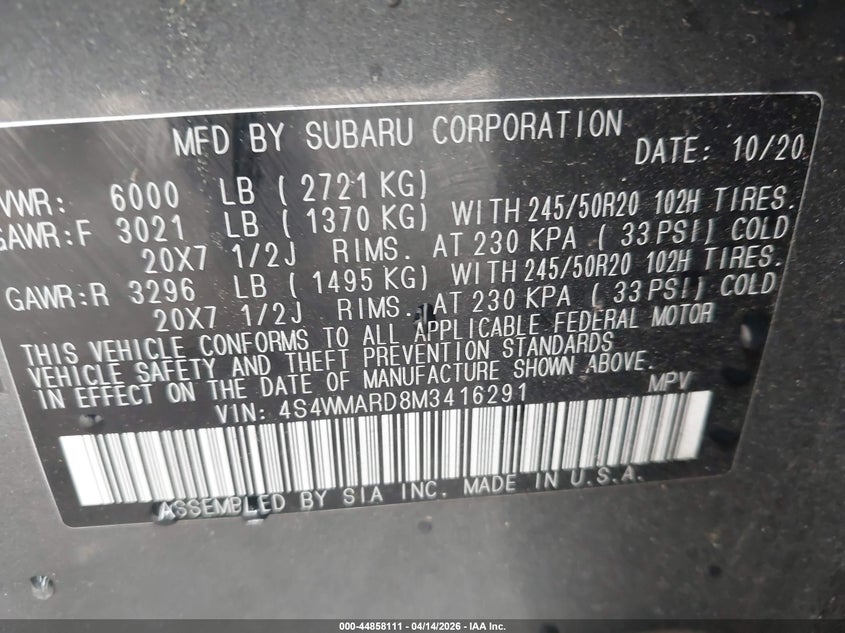 MFD BY SUBARU CORPORATION DATE: 10/20
VWR: 6000 LB ( 2721 KG)
GAWR:F 3021 LB ( 1370 KG) WITH 245/50R20 102H TIRES.
20X7 1/2J RIMS. AT 230 KPA ( 33 PSI) COLD
GAWR:R 3296 LB ( 1495 KG) WITH 245/50R20 102H TIRES.
20X7 1/2J RIMS. AT 230 KPA ( 33 PSI) COLD
THIS VEHICLE CONFORMS TO ALL APPLICABLE FEDERAL MOTOR
VEHICLE SAFETY AND THEFT PREVENTION STANDARDS
IN EFFECT ON THE DATE OF MANUFACTURE SHOWN ABOVE.
VIN: 4S4WMARD8M3416291 MPV
ASSEMBLED BY SIA INC. MADE IN U.S.A.
000-44858111 - 04/14/2026 - IAA Inc.